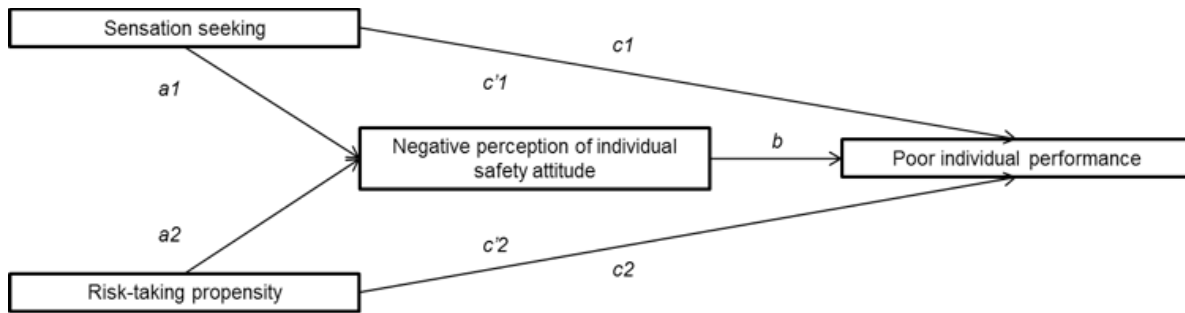 Sensation seeking
c1
a1
c'1
Negative perception of individual
safety attitude
b
Poor individual performance
a2
c'2
c2
Risk-taking propensity